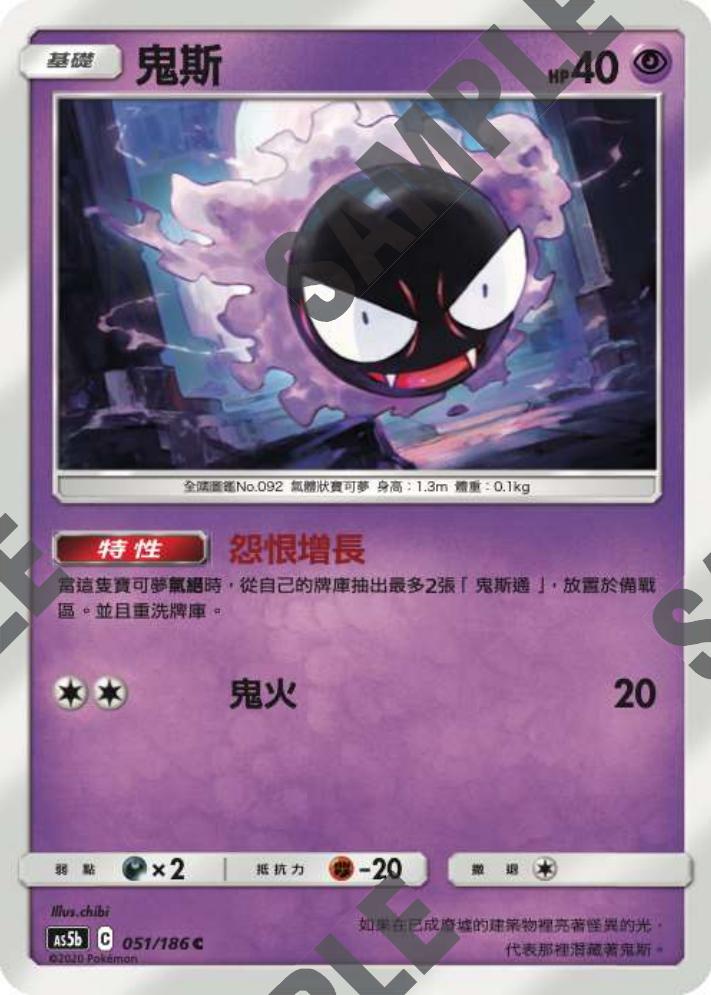 基礎 鬼斯 HP40
全國圖鑑No.092 氣體狀寶可夢 身高：1.3m 體重：0.1kg
特性 怨恨增長
當這隻寶可夢氣絕時，從自己的牌庫抽出最多2張「鬼斯通」，放置於備戰
區。並且重洗牌庫。
鬼火 20
弱點 ×2 抵抗力 -20 撤退
Illus.chibi
AS5b C 051/186 C
©2020 Pokémon
如果在已成廢墟的建築物裡亮著怪異的光，
代表那裡潛藏著鬼斯。
SAMPLE
SAMPLE